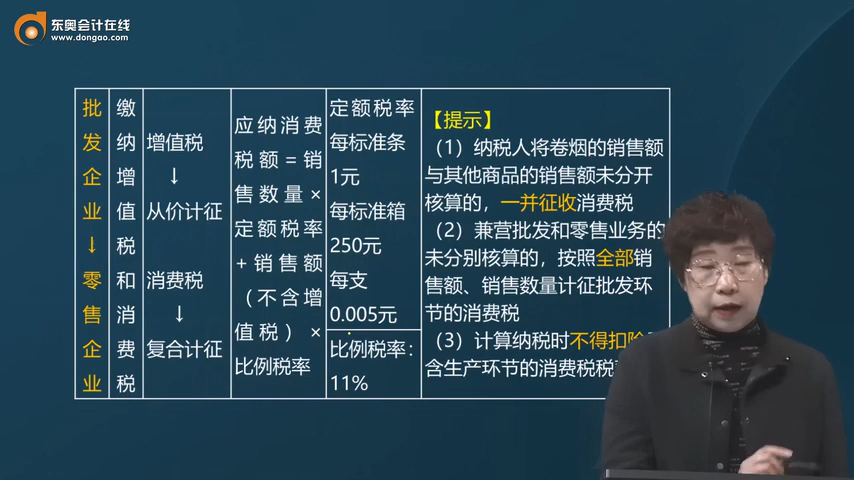 东奥会计在线
www.dongao.com
批发企业→零售企业
缴纳增值税和消费税
增值税
↓
从价计征
消费税
↓
复合计征
应纳消费
税额=销
售数量×
定额税率
+销售额
（不含增
值税）×
比例税率
定额税率
每标准条
1元
每标准箱
250元
每支
0.005元
比例税率：
11%
【提示】
（1）纳税人将卷烟的销售额
与其他商品的销售额未分开
核算的，一并征收消费税
（2）兼营批发和零售业务的
未分别核算的，按照全部销
售额、销售数量计征批发环
节的消费税
（3）计算纳税时不得扣除
含生产环节的消费税税